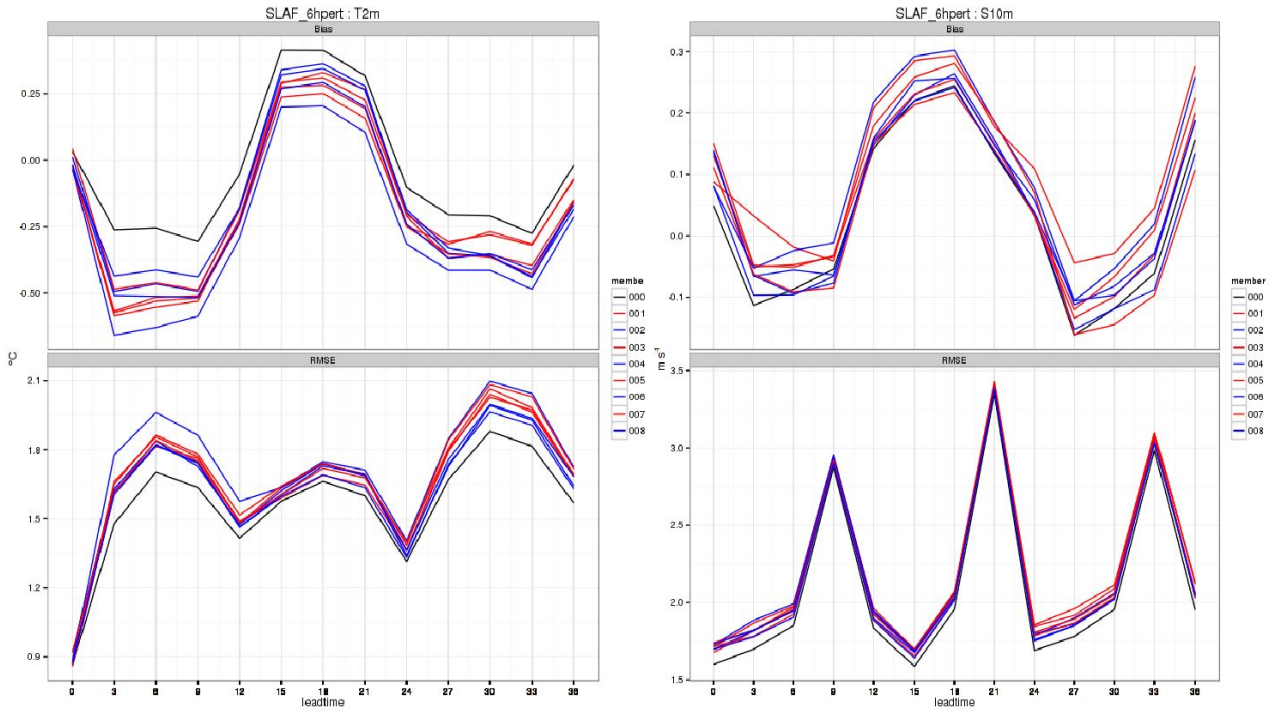 SLAF_6hpert : T2m
Bias
0.25
0.00
-0.25
-0.50
RMSE
2.1
1.8
1.5
1.2
0.9
ºC
0 3 6 9 12 15 18 21 24 27 30 33 36
leadtime
membe
000
001
002
003
004
005
006
007
008
SLAF_6hpert : S10m
Bias
0.3
0.2
0.1
0.0
-0.1
RMSE
3.5
3.0
2.5
2.0
1.5
m s⁻¹
0 3 6 9 12 15 18 21 24 27 30 33 36
leadtime
member
000
001
002
003
004
005
006
007
008